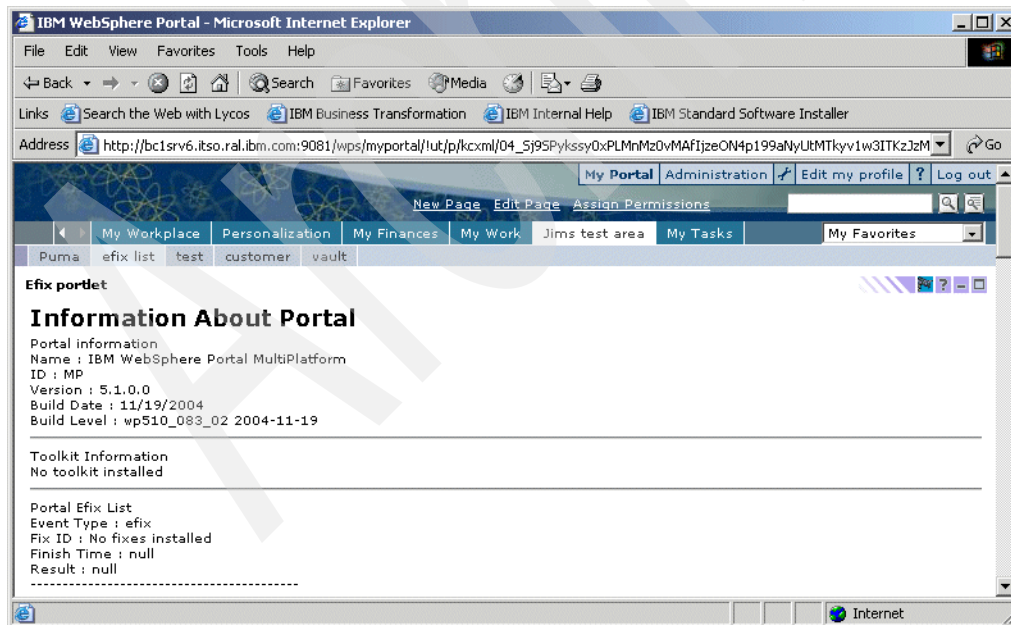 IBM WebSphere Portal - Microsoft Internet Explorer
File Edit View Favorites Tools Help
Back Search Favorites Media
Links Search the Web with Lycos IBM Business Transformation IBM Internal Help IBM Standard Software Installer
Address http://bc1srv6.itso.ral.ibm.com:9081/wps/myportal/!ut/p/kcxml/04_Sj9SPykssy0xPLMnMz0vMAfIjzeON4p199aNyUtMTkyv1w3ITKzJzM Go
My Portal Administration Edit my profile ? Log out
New Page Edit Page Assign Permissions
My Workplace Personalization My Finances My Work Jims test area My Tasks My Favorites
Puma efix list test customer vault
Efix portlet ?
Information About Portal
Portal information
Name : IBM WebSphere Portal MultiPlatform
ID : MP
Version : 5.1.0.0
Build Date : 11/19/2004
Build Level : wp510_083_02 2004-11-19
Toolkit Information
No toolkit installed
Portal Efix List
Event Type : efix
Fix ID : No fixes installed
Finish Time : null
Result : null
-----------------------------------------
Internet